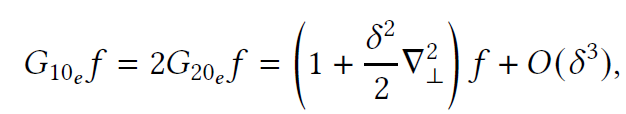 G_{10_e} f = 2G_{20_e} f = \left( 1 + \frac{\delta^2}{2} \nabla_\perp^2 \right) f + O(\delta^3),